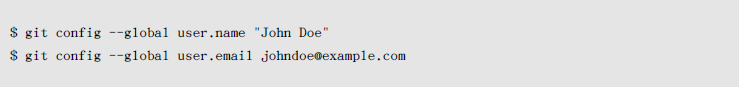 $ git config --global user.name "John Doe"
$ git config --global user.email johndoe@example.com